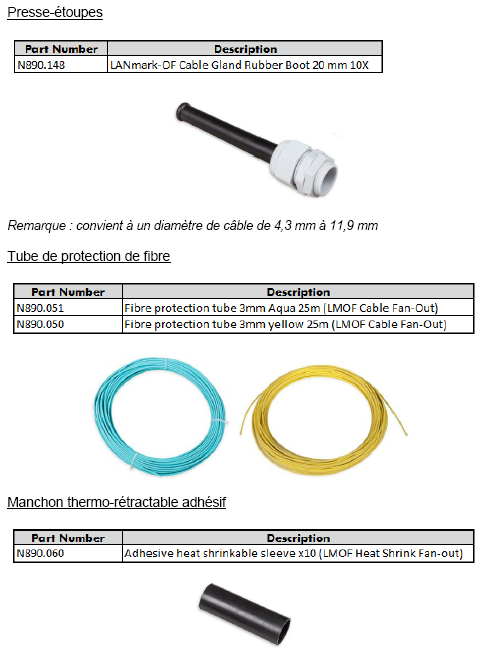 Presse-étoupes
Part Number Description
N890.148 LANmark-OF Cable Gland Rubber Boot 20 mm 10X
Remarque : convient à un diamètre de câble de 4,3 mm à 11,9 mm
Tube de protection de fibre
Part Number Description
N890.051 Fibre protection tube 3mm Aqua 25m (LMOF Cable Fan-Out)
N890.050 Fibre protection tube 3mm yellow 25m (LMOF Cable Fan-Out)
Manchon thermo-rétractable adhésif
Part Number Description
N890.060 Adhesive heat shrinkable sleeve x10 (LMOF Heat Shrink Fan-out)